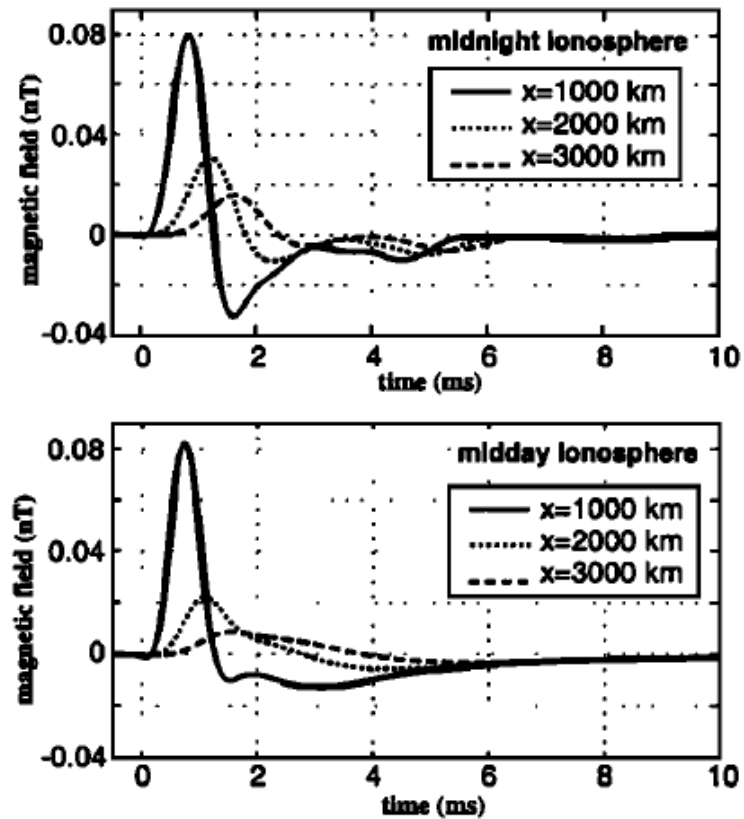 0.08
midnight ionosphere
x=1000 km
x=2000 km
x=3000 km
0.04
0
-0.04
magnetic field (nT)
0 2 4 6 8 10
time (ms)
0.08
midday ionosphere
x=1000 km
x=2000 km
x=3000 km
0.04
0
-0.04
magnetic field (nT)
0 2 4 6 8 10
time (ms)